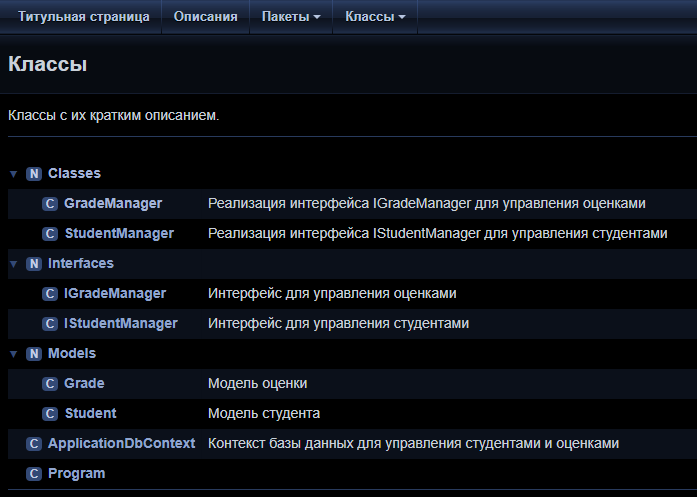 Титульная страница Описания Пакеты Классы
Классы
Классы с их кратким описанием.
N Classes
C GradeManager Реализация интерфейса IGradeManager для управления оценками
C StudentManager Реализация интерфейса IStudentManager для управления студентами
N Interfaces
C IGradeManager Интерфейс для управления оценками
C IStudentManager Интерфейс для управления студентами
N Models
C Grade Модель оценки
C Student Модель студента
C ApplicationDbContext Контекст базы данных для управления студентами и оценками
C Program